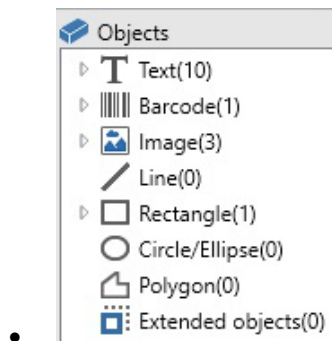 Objects
Text(10)
Barcode(1)
Image(3)
Line(0)
Rectangle(1)
Circle/Ellipse(0)
Polygon(0)
Extended objects(0)